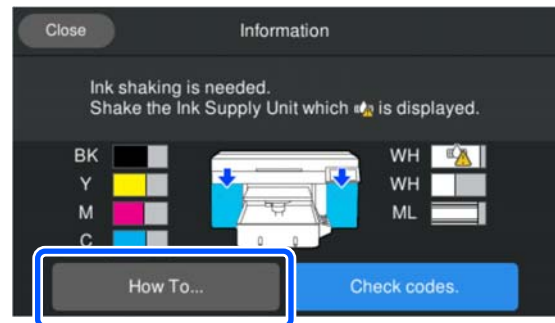 Close
Information
Ink shaking is needed.
Shake the Ink Supply Unit which is displayed.
BK
WH
Y
WH
M
ML
C
How To...
Check codes.